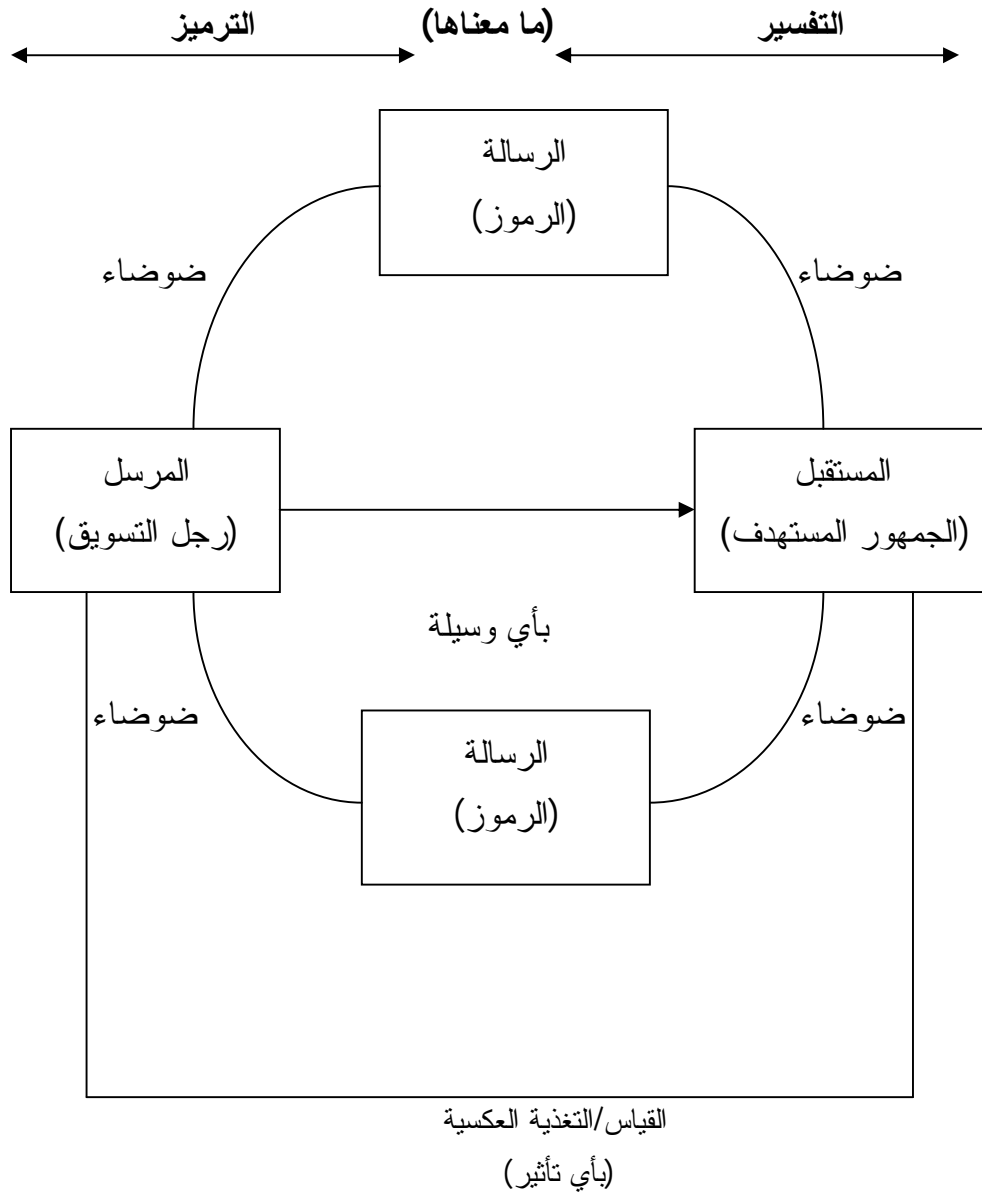 التفسير
(ما معناها)
الترميز
الرسالة
(الرموز)
ضوضاء
ضوضاء
المستقبل
(الجمهور المستهدف)
المرسل
(رجل التسويق)
بأي وسيلة
ضوضاء
ضوضاء
الرسالة
(الرموز)
القياس/التغذية العكسية
(بأي تأثير)